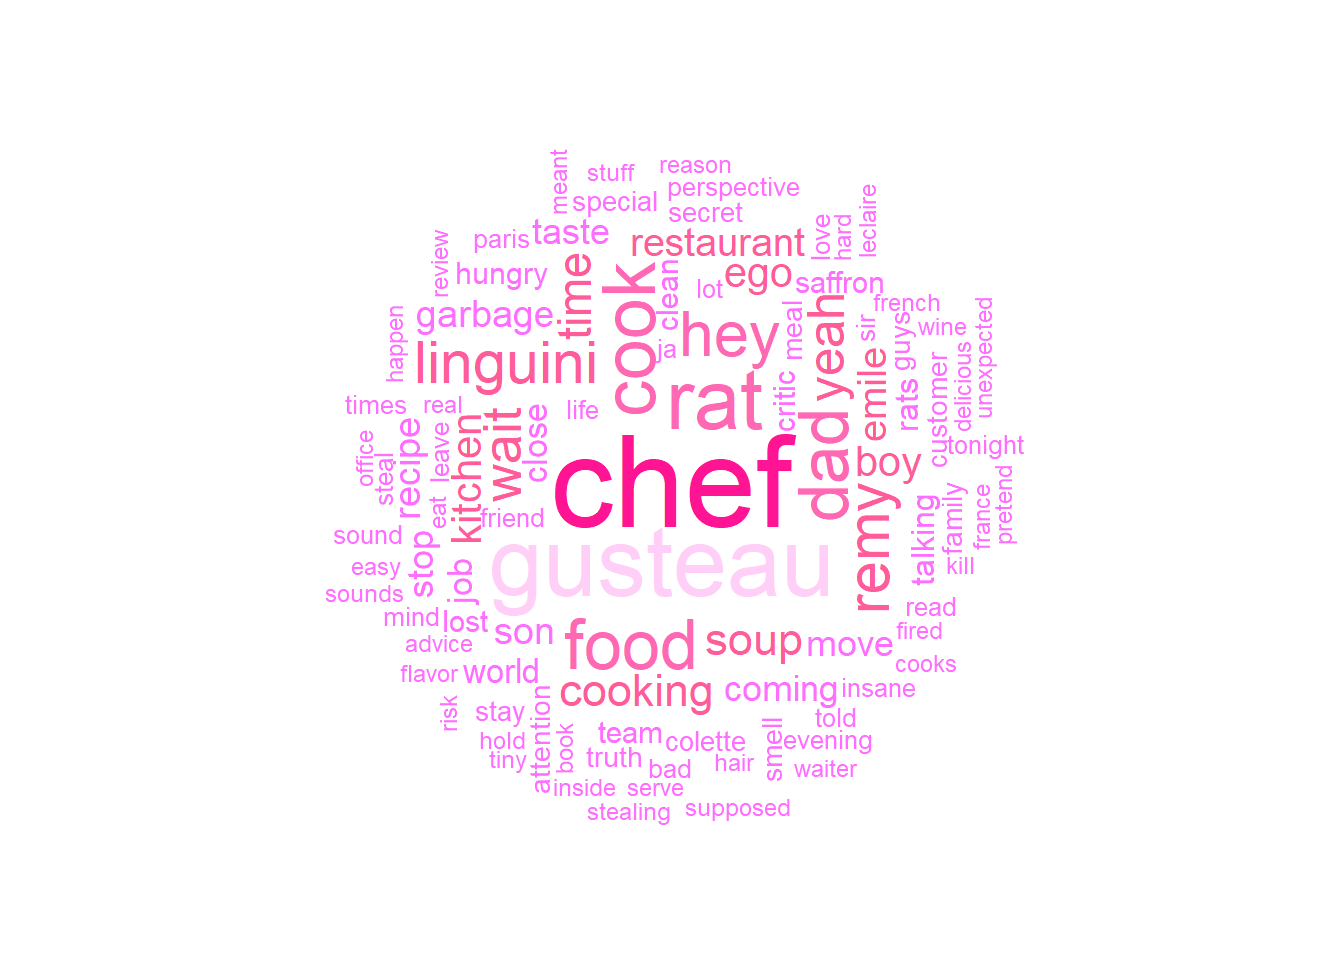 meant
stuff
reason
special
perspective
secret
paris
taste
restaurant
love
hard
leclaire
review
hungry
time
cook
clean
lot
ego
saffron
french
happen
garbage
linguini
ja
hey
meal
yeah
sir
guys
wine
unexpected
times
real
life
rat
critic
emile
rats
customer
delicious
tonight
office
steal
recipe
leave
kitchen
wait
close
chef
dad
boy
eat
friend
sound
stop
gusteau
remy
talking
family
france
pretend
kill
easy
sounds
job
mind
lost
son
food
soup
move
read
fired
advice
flavor
world
cooking
coming
insane
cooks
risk
stay
attention
book
team
colette
smell
told
evening
hold
tiny
truth
bad
hair
waiter
inside
serve
stealing
supposed